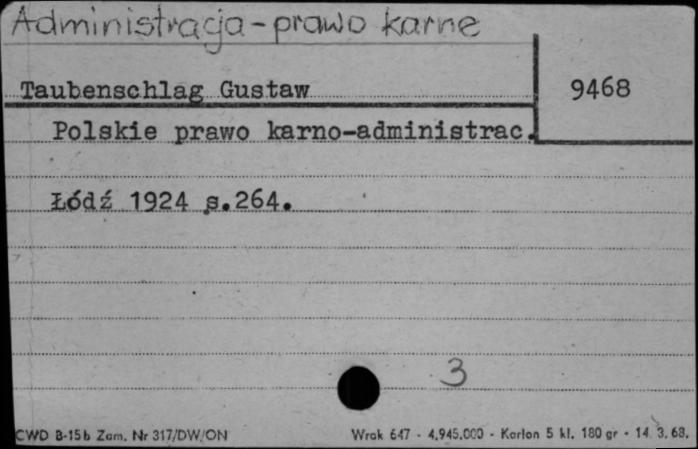 Administracja - prawo karne
Taubenschlag Gustaw
9468
Polskie prawo karno-administrac.
Łódź 1924 s.264.
3
CWD B-15b Zam. Nr 317/DW/ON
Wrak 647 - 4.945.000 - Karton 5 kl. 180 gr - 14. 3. 68.